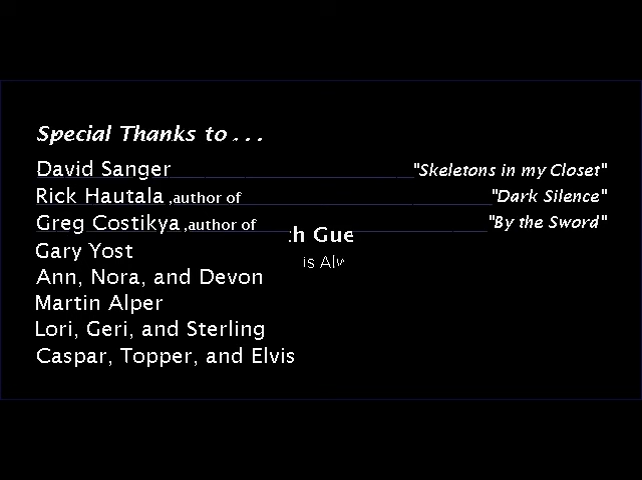 Special Thanks to . . .
David Sanger "Skeletons in my Closet"
Rick Hautala ,author of "Dark Silence"
Greg Costikya ,author of "By the Sword"
Gary Yost
is Alw
Ann, Nora, and Devon
Martin Alper
Lori, Geri, and Sterling
Caspar, Topper, and Elvis